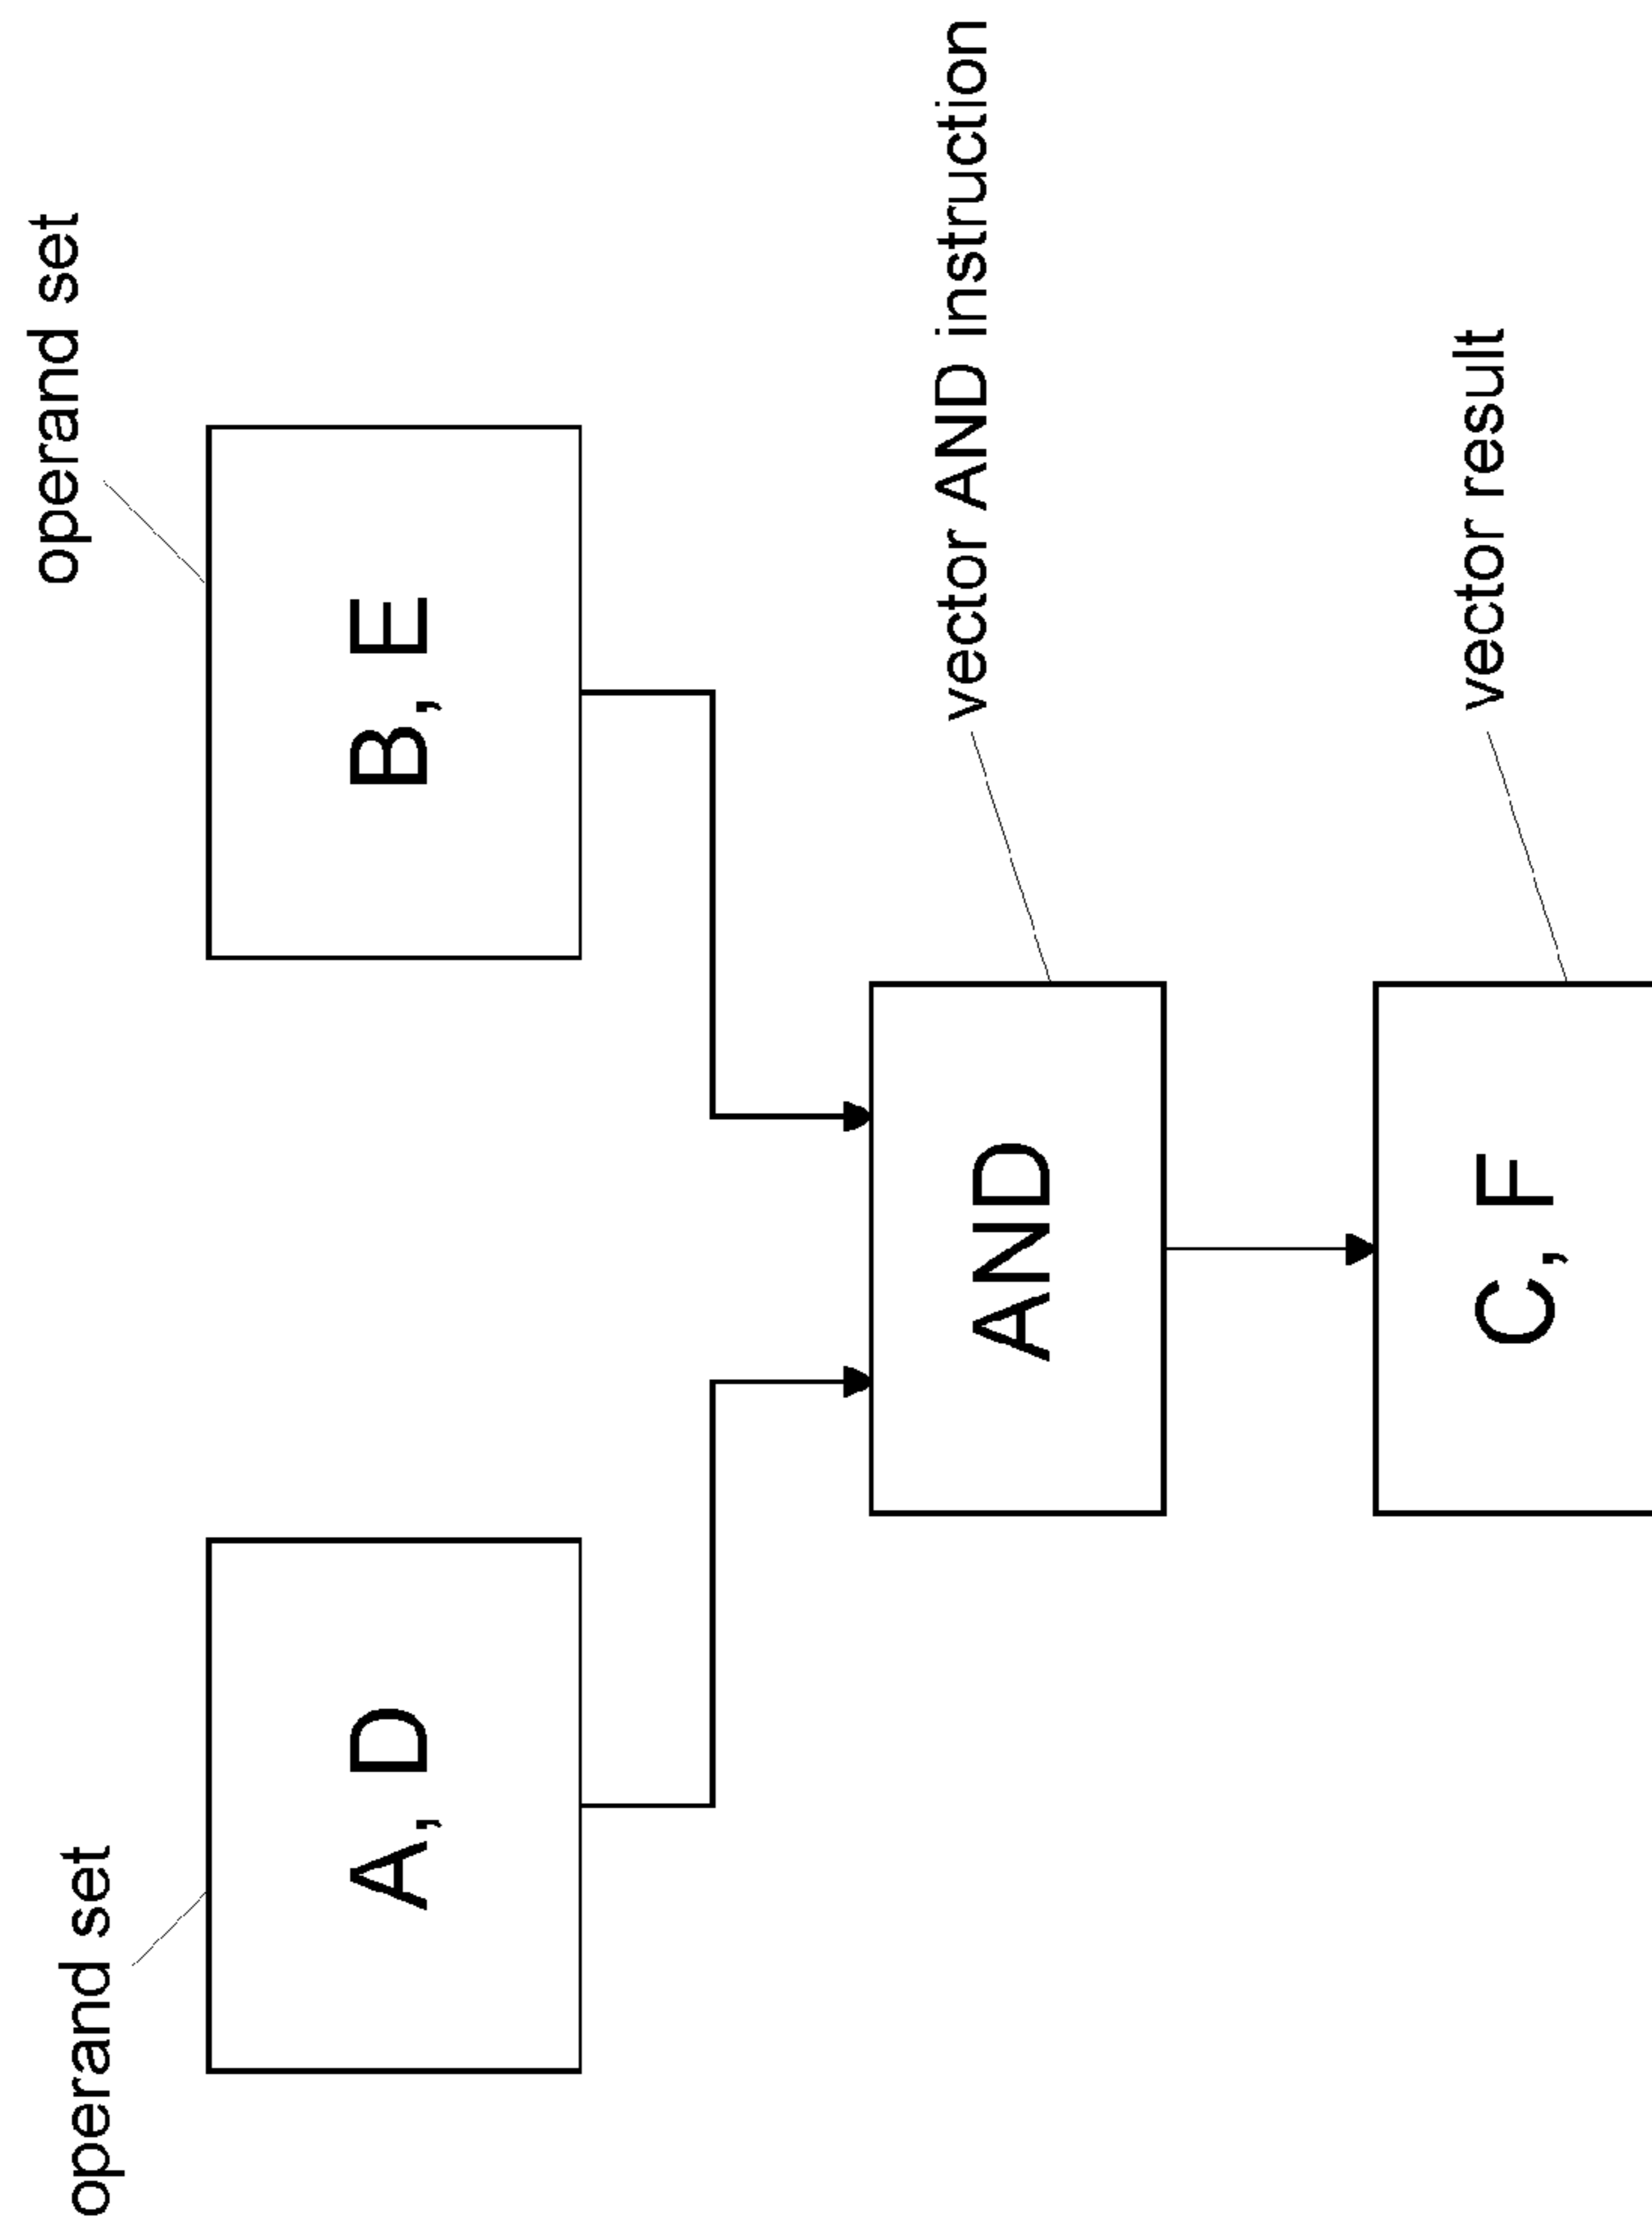 operand set
operand set
A, D
B, E
vector AND instruction
AND
vector result
C, F